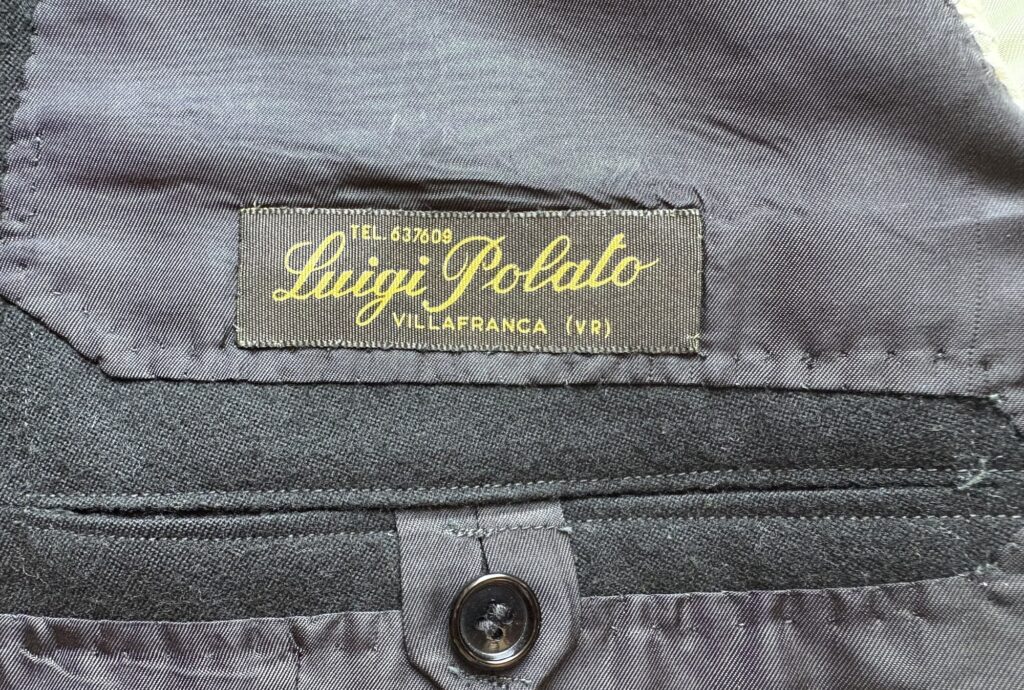 TEL. 637609
Luigi Polato
VILLAFRANCA (VR)